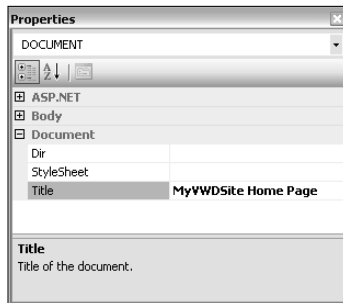 Properties
DOCUMENT
ASP.NET
Body
Document
Dir
StyleSheet
Title MyVWDSite Home Page
Title
Title of the document.